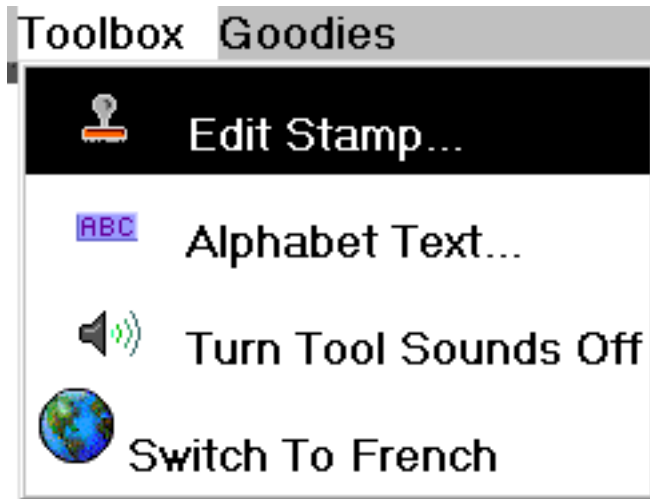 Toolbox Goodies
Edit Stamp...
ABC
Alphabet Text...
Turn Tool Sounds Off
Switch To French